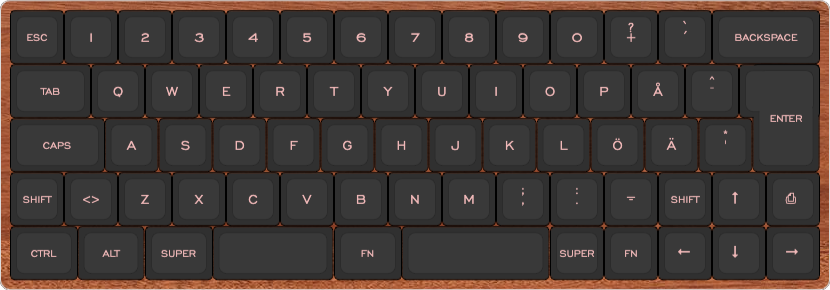 ESC 1 2 3 4 5 6 7 8 9 0 ? + ` ´ BACKSPACE
TAB Q W E R T Y U I O P Å ^ ¨ ENTER
CAPS A S D F G H J K L Ö Ä * '
SHIFT <> Z X C V B N M ; , : . _ - SHIFT ↑
CTRL ALT SUPER FN SUPER FN ← ↓ →